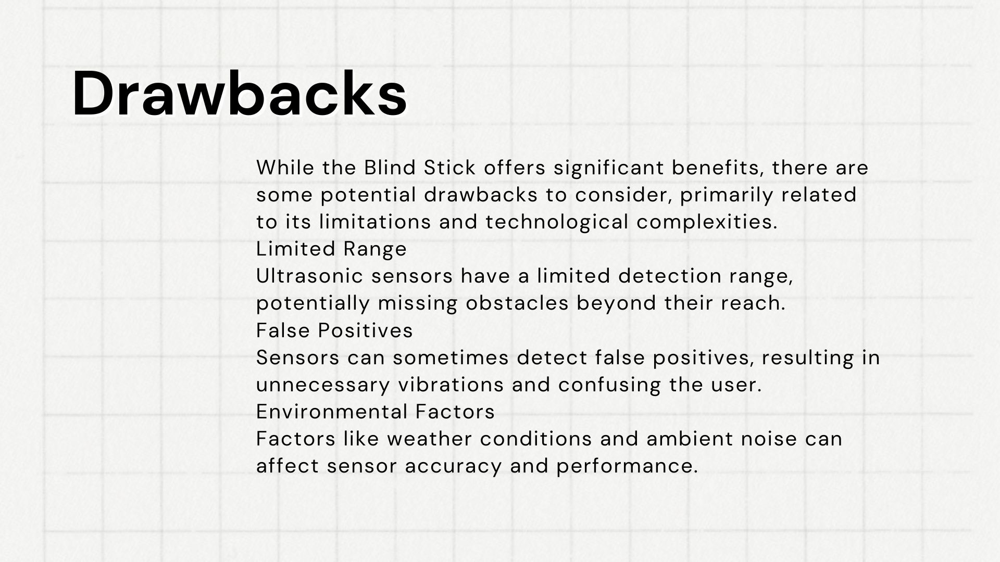 Drawbacks
While the Blind Stick offers significant benefits, there are
some potential drawbacks to consider, primarily related
to its limitations and technological complexities.
Limited Range
Ultrasonic sensors have a limited detection range,
potentially missing obstacles beyond their reach.
False Positives
Sensors can sometimes detect false positives, resulting in
unnecessary vibrations and confusing the user.
Environmental Factors
Factors like weather conditions and ambient noise can
affect sensor accuracy and performance.